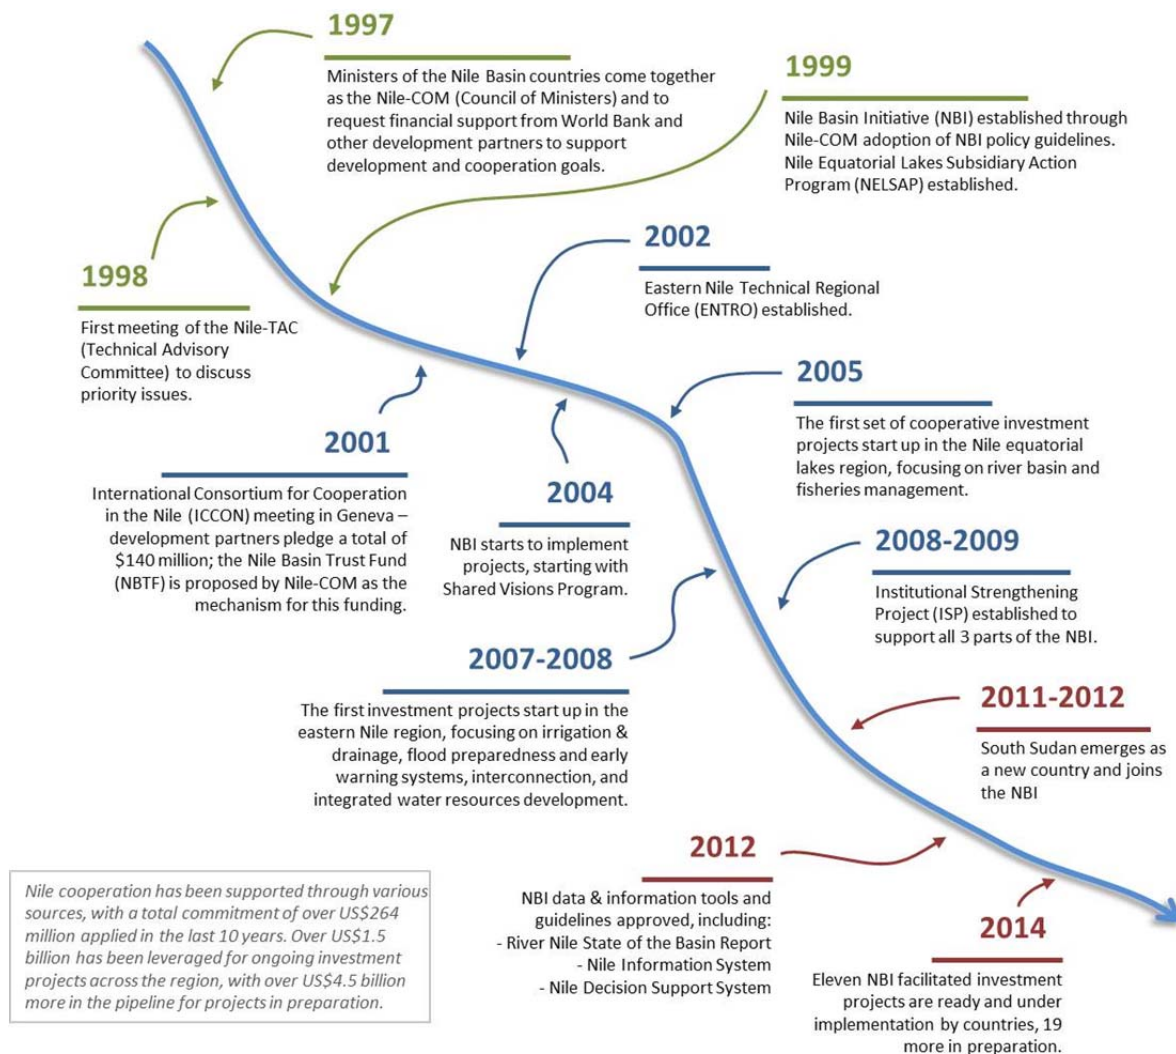 1997
Ministers of the Nile Basin countries come together
as the Nile-COM (Council of Ministers) and to
request financial support from World Bank and
other development partners to support
development and cooperation goals.
1999
Nile Basin Initiative (NBI) established through
Nile-COM adoption of NBI policy guidelines.
Nile Equatorial Lakes Subsidiary Action
Program (NELSAP) established.
1998
First meeting of the Nile-TAC
(Technical Advisory
Committee) to discuss
priority issues.
2002
Eastern Nile Technical Regional
Office (ENTRO) established.
2001
International Consortium for Cooperation
in the Nile (ICCON) meeting in Geneva –
development partners pledge a total of
$140 million; the Nile Basin Trust Fund
(NBTF) is proposed by Nile-COM as the
mechanism for this funding.
2004
NBI starts to implement
projects, starting with
Shared Visions Program.
2005
The first set of cooperative investment
projects start up in the Nile equatorial
lakes region, focusing on river basin and
fisheries management.
2007-2008
The first investment projects start up in the
eastern Nile region, focusing on irrigation &
drainage, flood preparedness and early
warning systems, interconnection, and
integrated water resources development.
2008-2009
Institutional Strengthening
Project (ISP) established to
support all 3 parts of the NBI.
2011-2012
South Sudan emerges as
a new country and joins
the NBI
2012
NBI data & information tools and
guidelines approved, including:
- River Nile State of the Basin Report
- Nile Information System
- Nile Decision Support System
2014
Eleven NBI facilitated investment
projects are ready and under
implementation by countries, 19
more in preparation.
Nile cooperation has been supported through various
sources, with a total commitment of over US$264
million applied in the last 10 years. Over US$1.5
billion has been leveraged for ongoing investment
projects across the region, with over US$4.5 billion
more in the pipeline for projects in preparation.